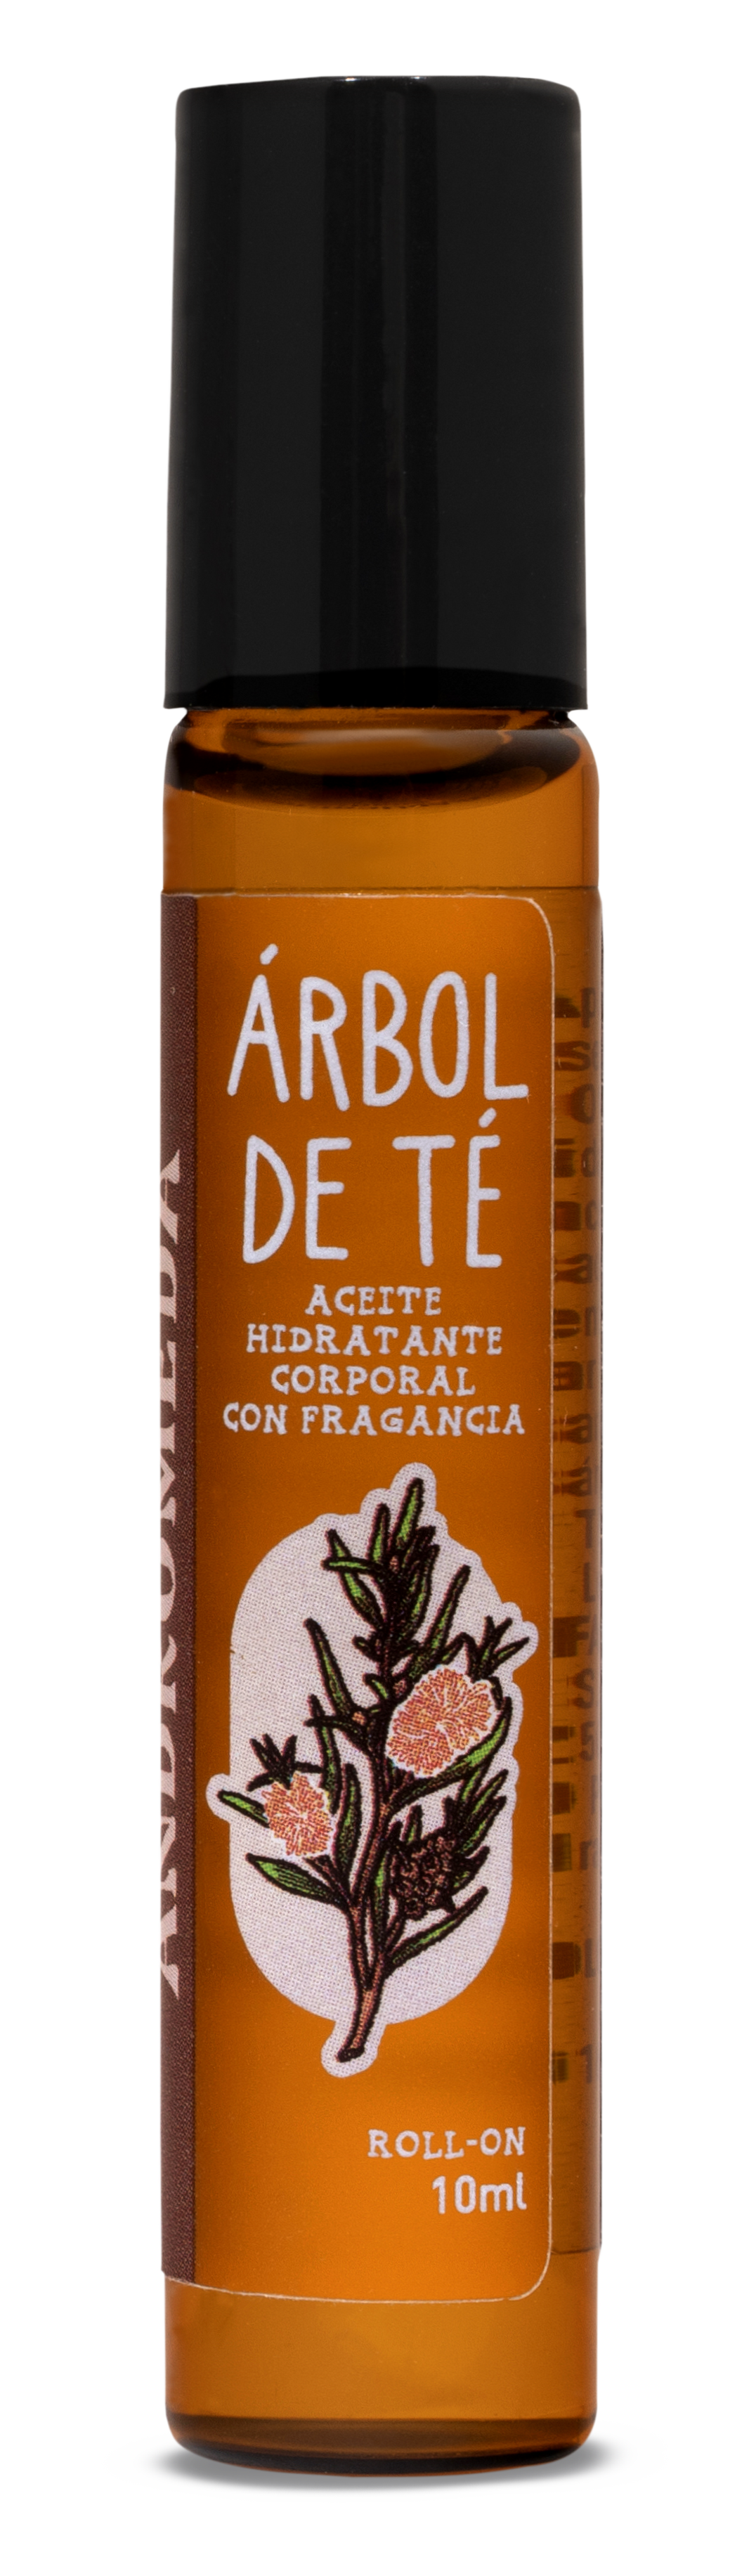 ÁRBOL
DE TÉ
ACEITE
HIDRATANTE
CORPORAL
CON FRAGANCIA
ANDROMEDA
ROLL-ON
10ml